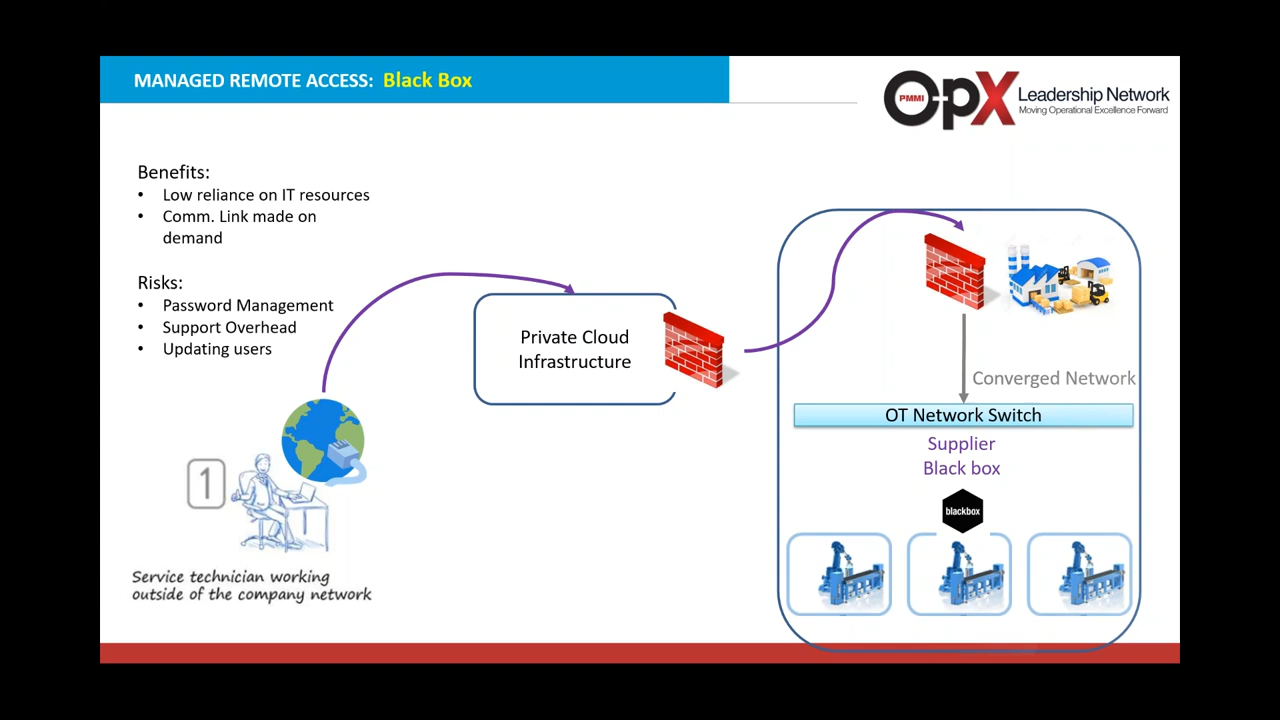 MANAGED REMOTE ACCESS: Black Box
PMMI
OpX
Leadership Network
Moving Operational Excellence Forward
Benefits:
• Low reliance on IT resources
• Comm. Link made on
demand
Risks:
• Password Management
• Support Overhead
• Updating users
Private Cloud
Infrastructure
Converged Network
OT Network Switch
Supplier
Black box
blackbox
1
Service technician working
outside of the company network